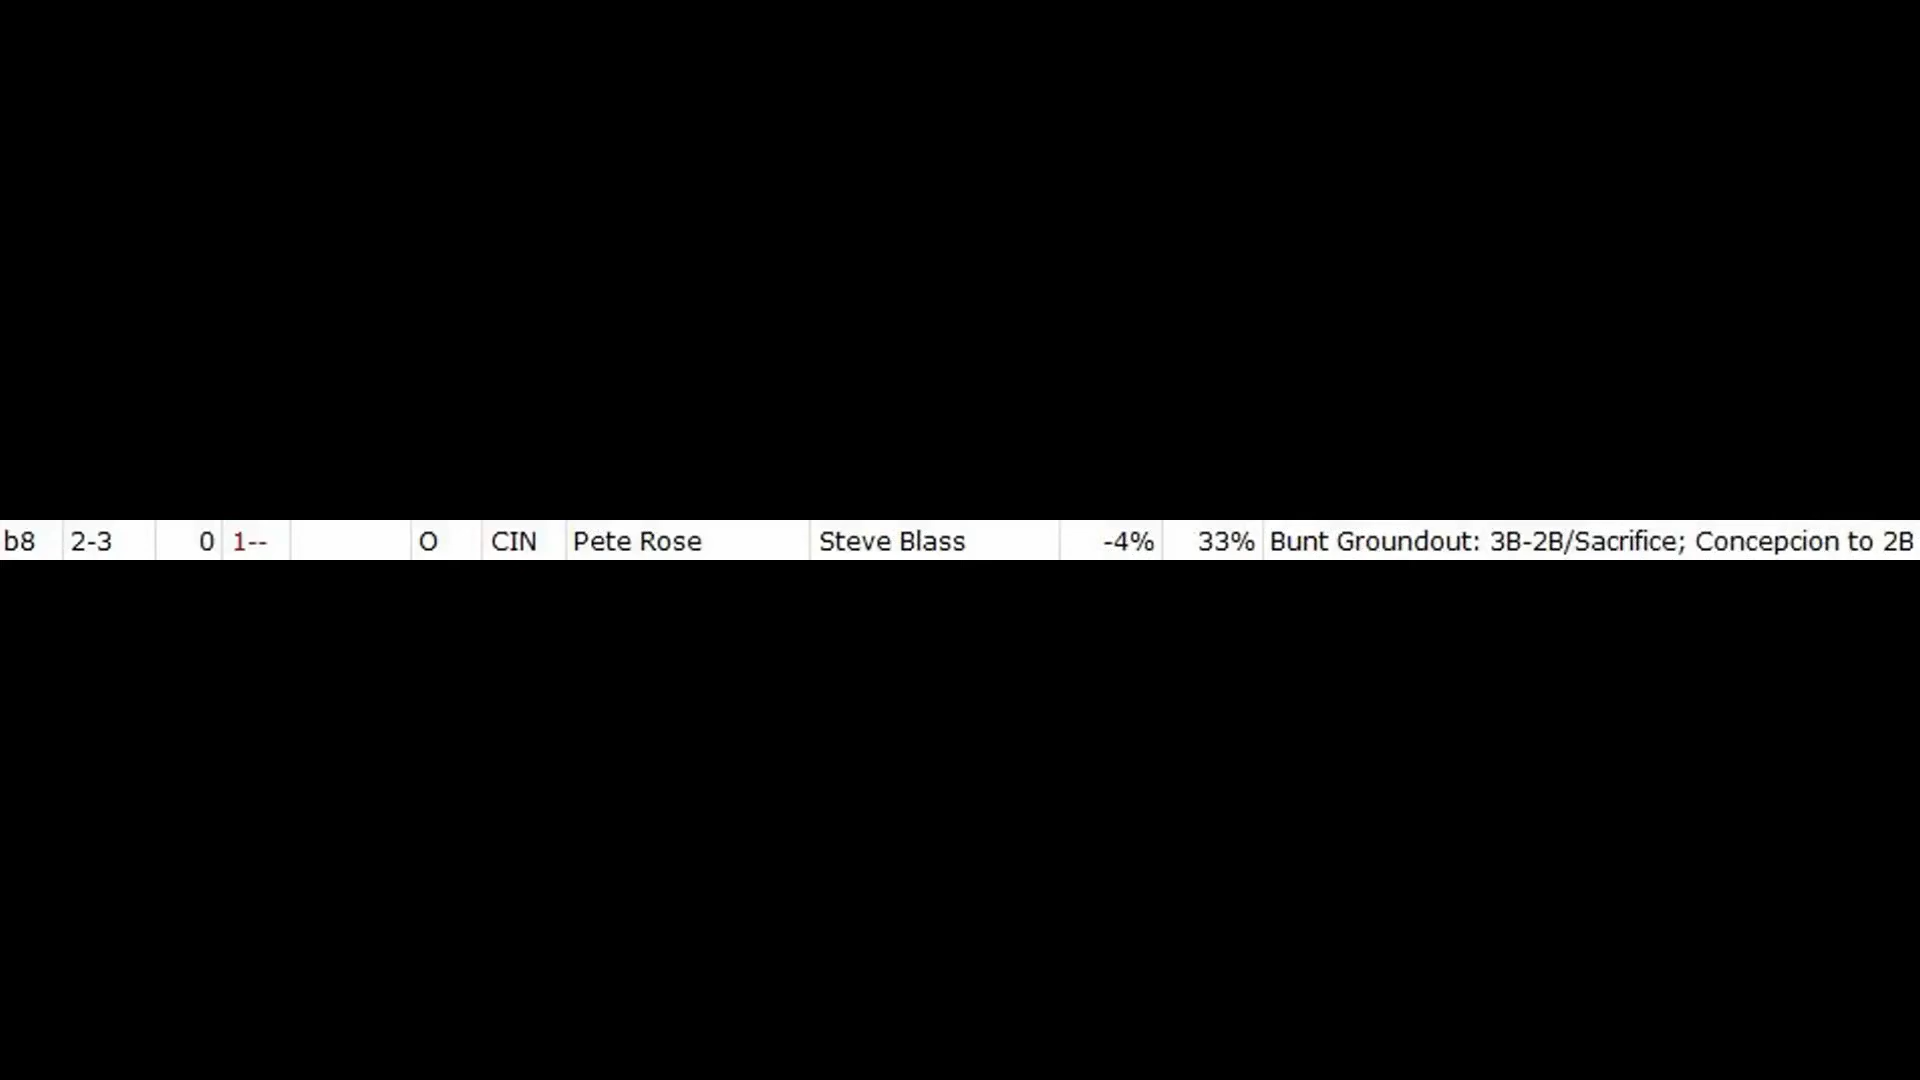 b8 2-3 0 1-- O CIN Pete Rose Steve Blass -4% 33% Bunt Groundout: 3B-2B/Sacrifice; Concepcion to 2B